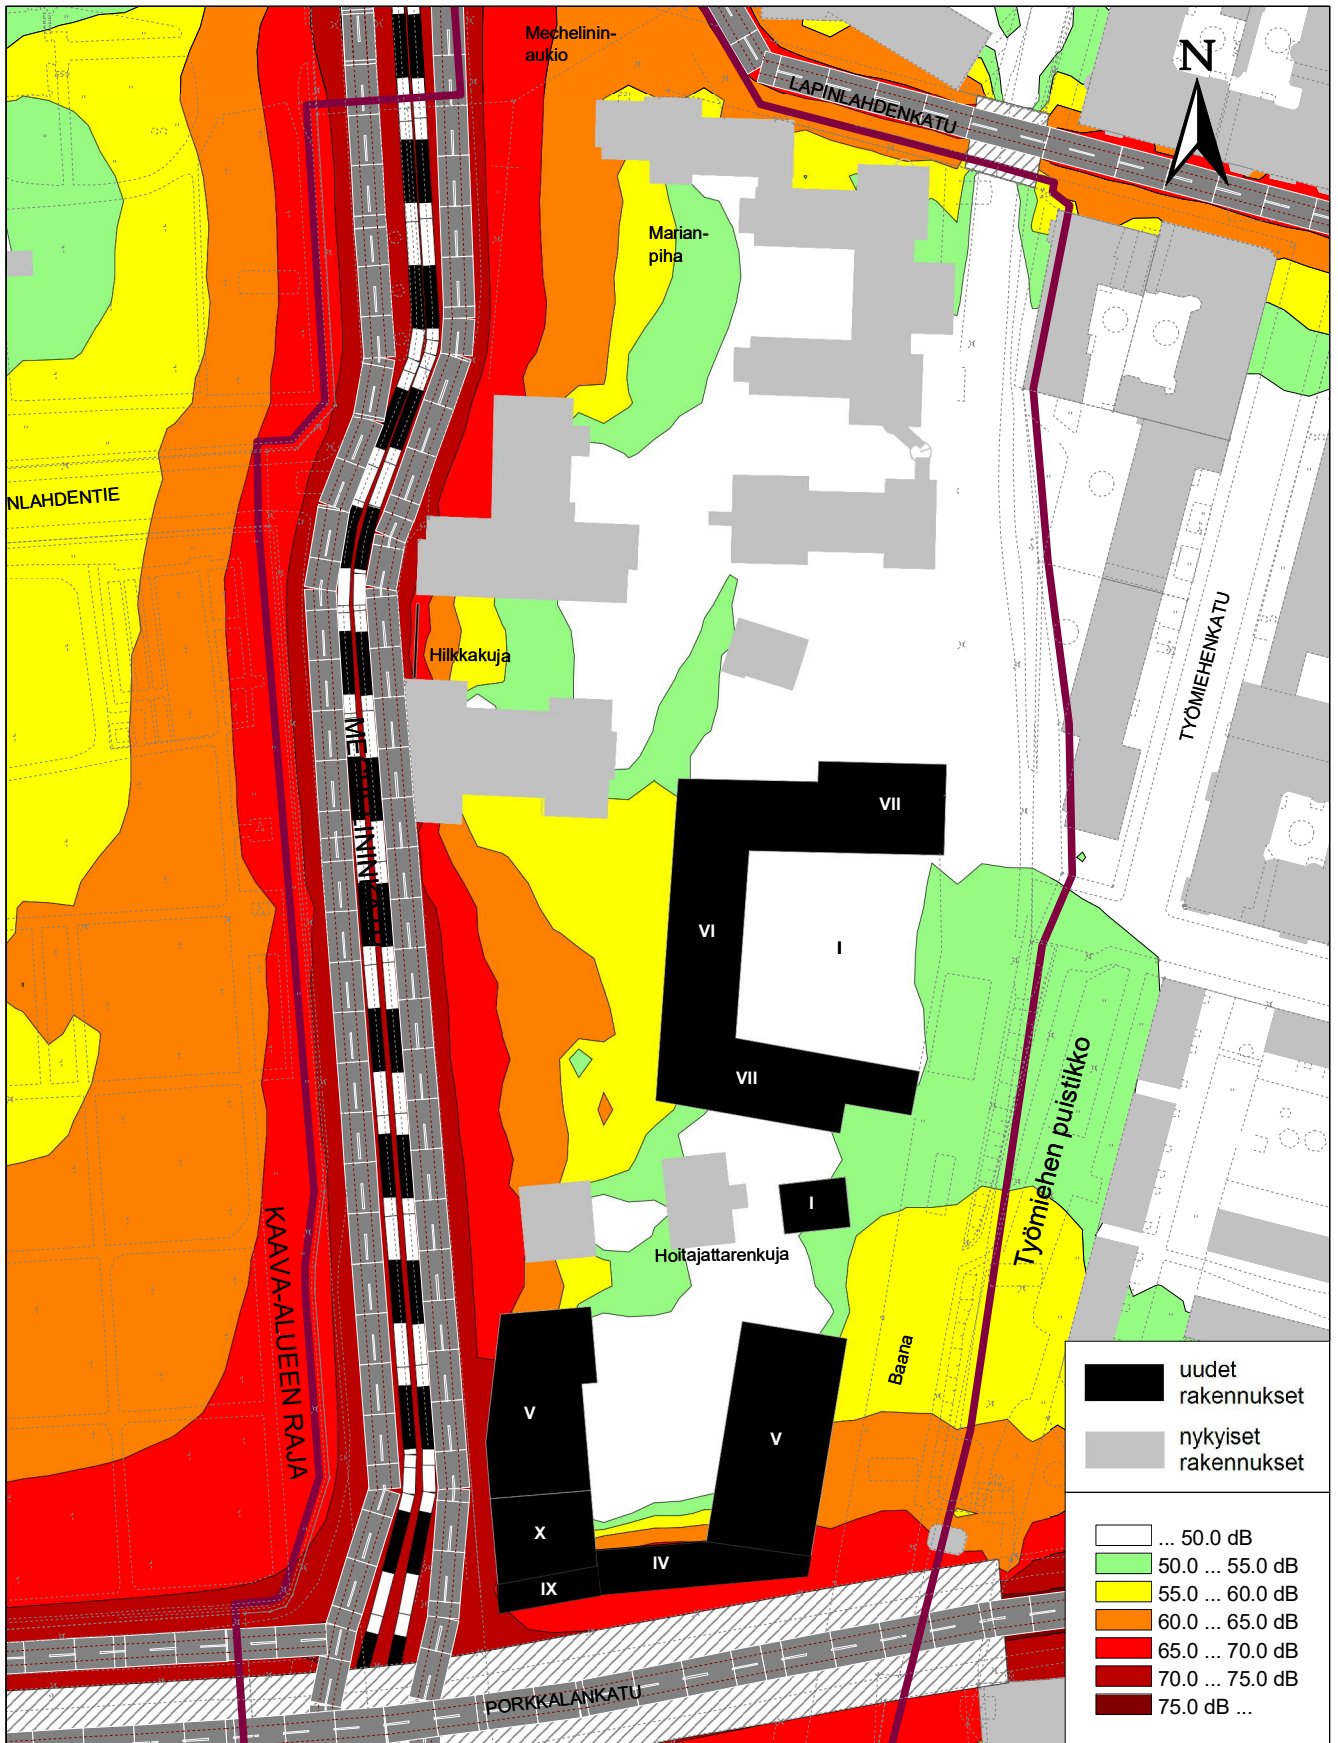 Mechelinin-
aukio
N
LAPINLAHDENKATU
Marian-
piha
NLAHDENTIE
TYÖMIEHENKATU
Hilkkakuja
VII
VI
I
VII
Työmiehen puistikko
I
Hoitajattarenkuja
KAAVA-ALUEEN RAJA
Baana
V
V
X
IV
IX
PORKKALANKATU
uudet
rakennukset
nykyiset
rakennukset
... 50.0 dB
50.0 ... 55.0 dB
55.0 ... 60.0 dB
60.0 ... 65.0 dB
65.0 ... 70.0 dB
70.0 ... 75.0 dB
75.0 dB ...